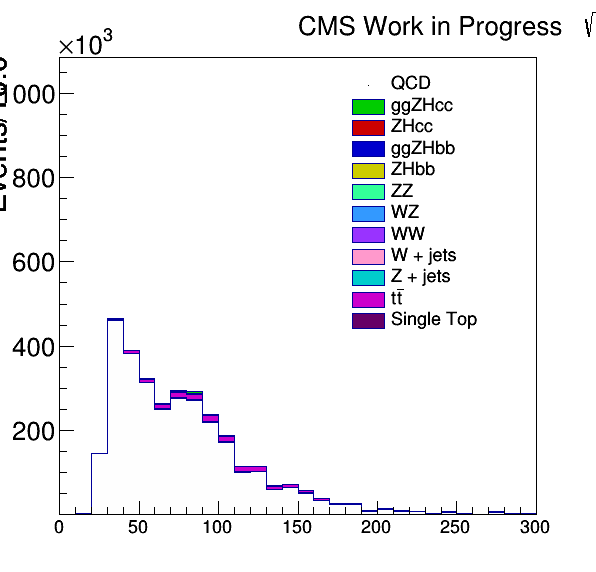 CMS Work in Progress √
×10³
QCD
ggZHcc
ZHcc
ggZHbb
ZHbb
ZZ
WZ
WW
W + jets
Z + jets
tt̄
Single Top
000
800
600
400
200
0 50 100 150 200 250 300